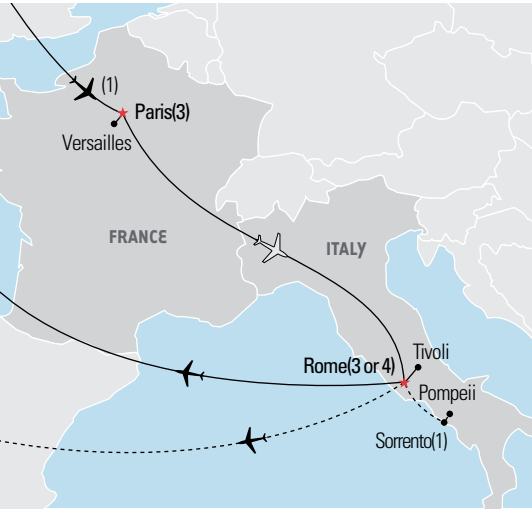 (1)
Paris(3)
Versailles
FRANCE
ITALY
Tivoli
Rome(3 or 4)
Pompeii
Sorrento(1)